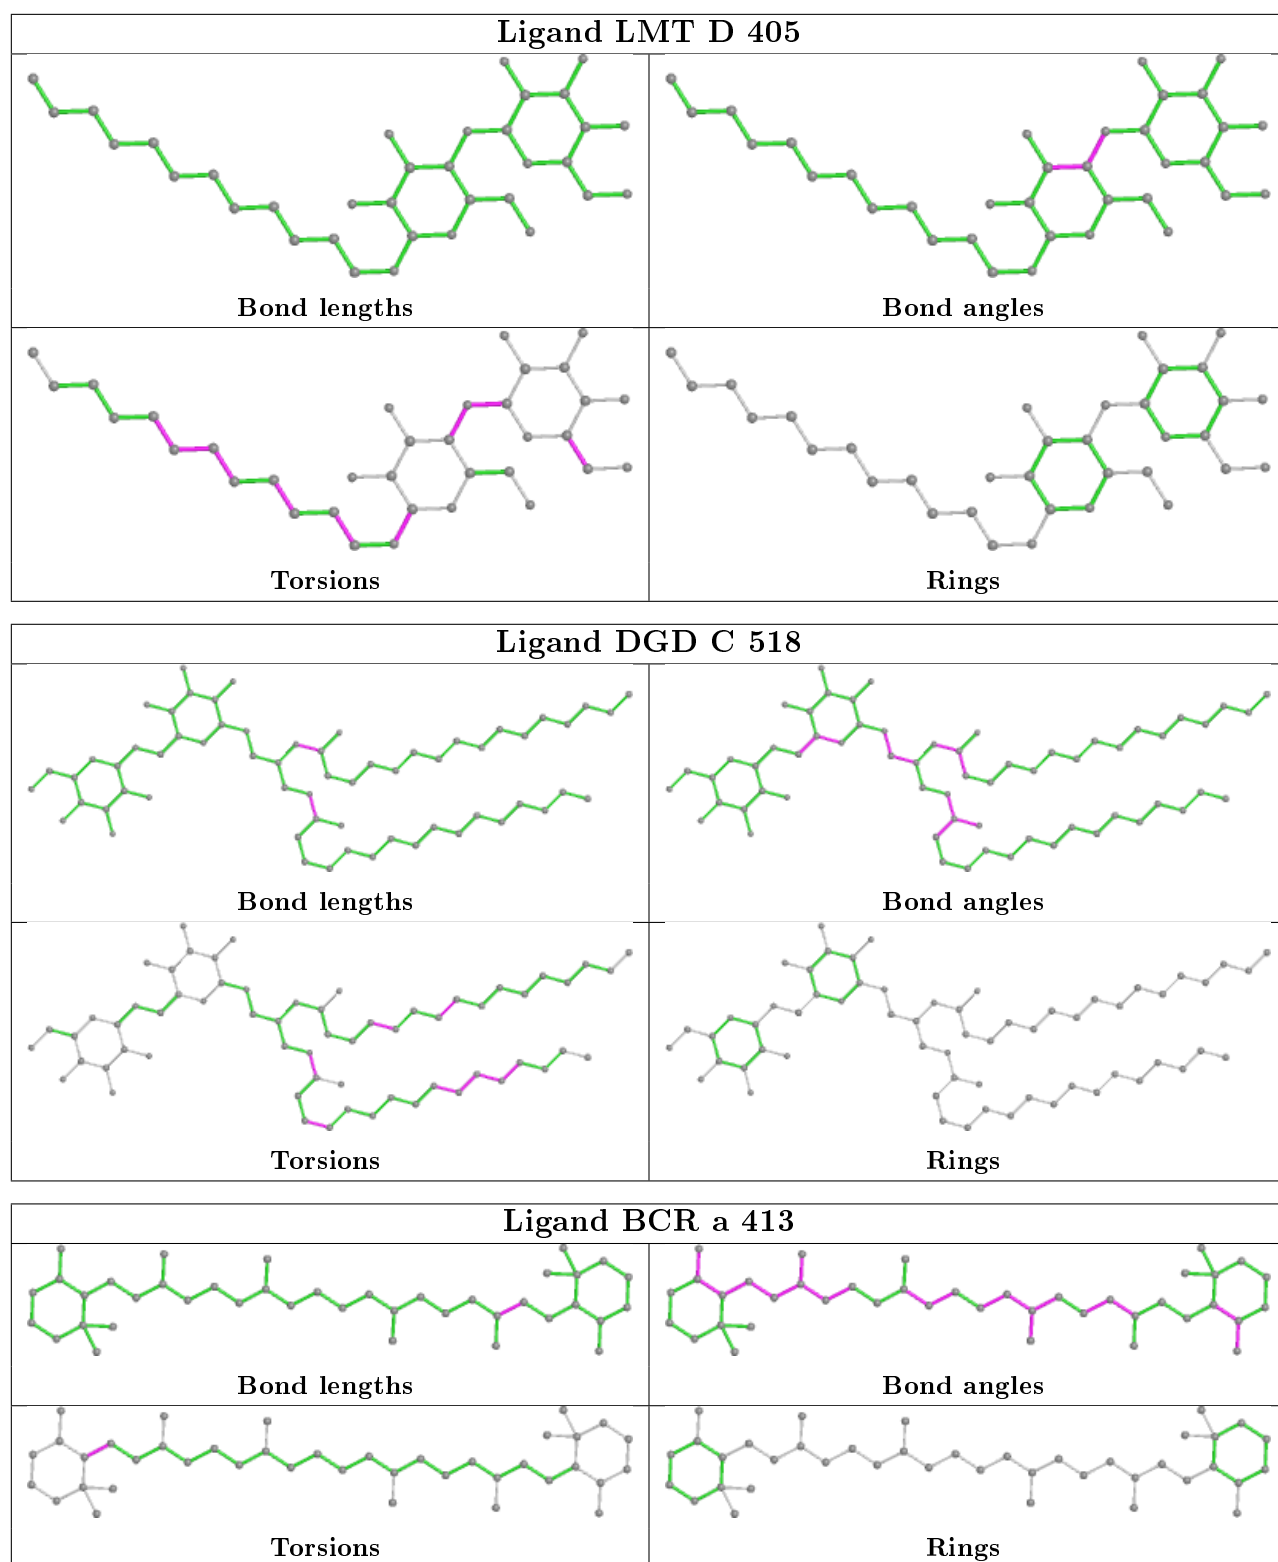 Ligand LMT D 405
Bond lengths
Bond angles
Torsions
Rings
Ligand DGD C 518
Bond lengths
Bond angles
Torsions
Rings
Ligand BCR a 413
Bond lengths
Bond angles
Torsions
Rings